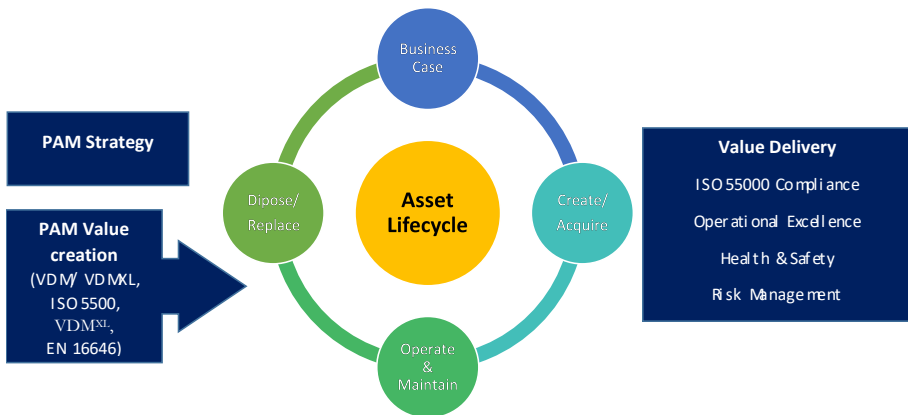 Business
Case
PAM Strategy
PAM Value
creation
(VDM/ VDMXL,
ISO 5500,
VDMXL,
EN 16646)
Dipose/
Replace
Asset
Lifecycle
Create/
Acquire
Operate
&
Maintain
Value Delivery
ISO 55000 Compliance
Operational Excellence
Health & Safety
Risk Management